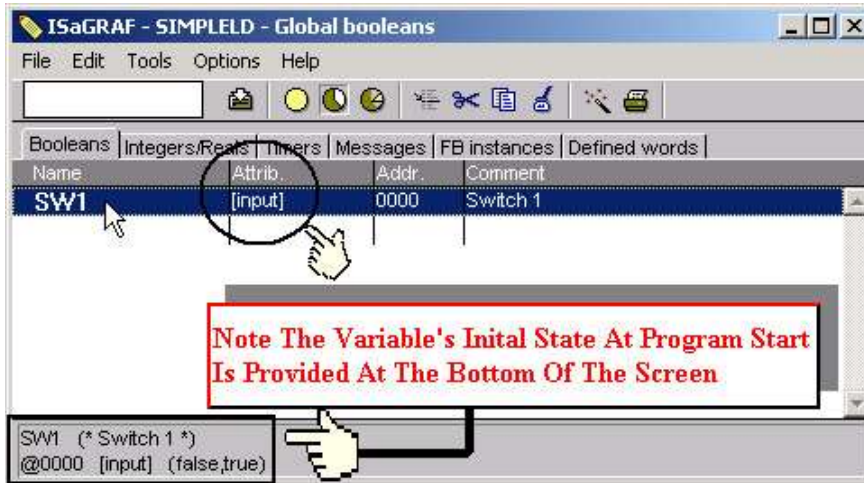 ISaGRAF - SIMPLELD - Global booleans
File Edit Tools Options Help
Booleans Integers/Reals Timers Messages FB instances Defined words
Name Attrib. Addr. Comment
SW1 [input] 0000 Switch 1
Note The Variable's Inital State At Program Start
Is Provided At The Bottom Of The Screen
SW1 (* Switch 1 *)
@0000 [input] (false,true)